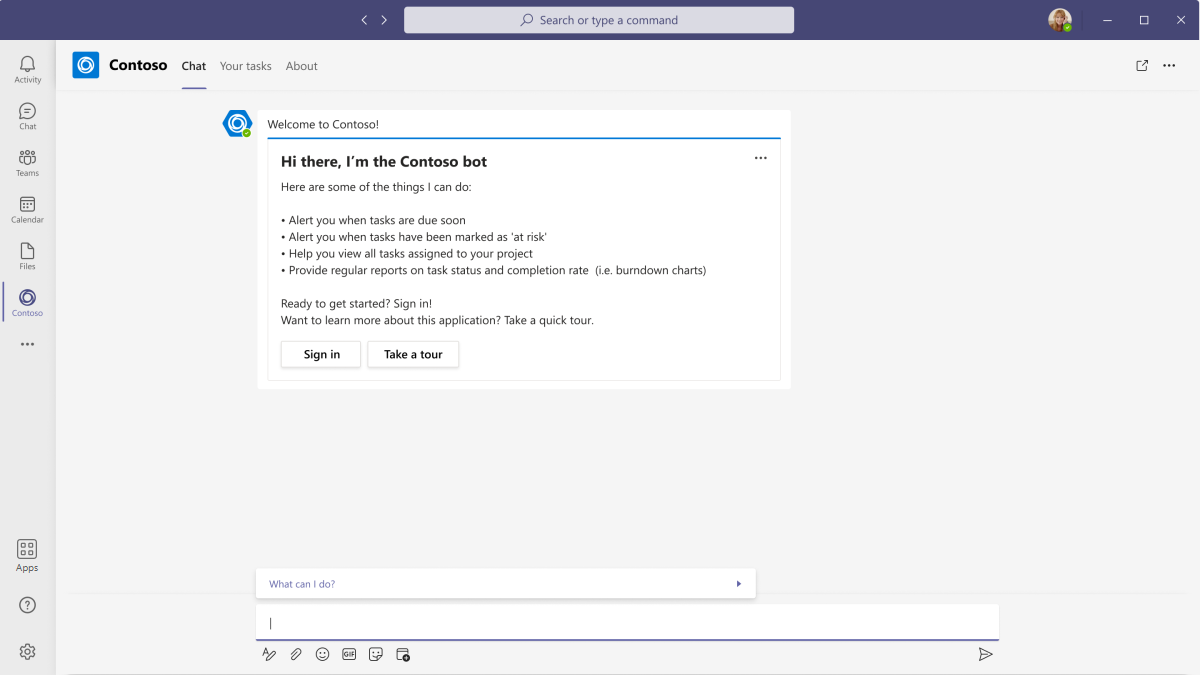 Search or type a command
Activity
Chat
Teams
Calendar
Files
Contoso
Apps
Contoso
Chat
Your tasks
About
Welcome to Contoso!
Hi there, I’m the Contoso bot
Here are some of the things I can do:
• Alert you when tasks are due soon
• Alert you when tasks have been marked as ‘at risk’
• Help you view all tasks assigned to your project
• Provide regular reports on task status and completion rate  (i.e. burndown charts)
Ready to get started? Sign in!
Want to learn more about this application? Take a quick tour.
Sign in
Take a tour
What can I do?
GIF